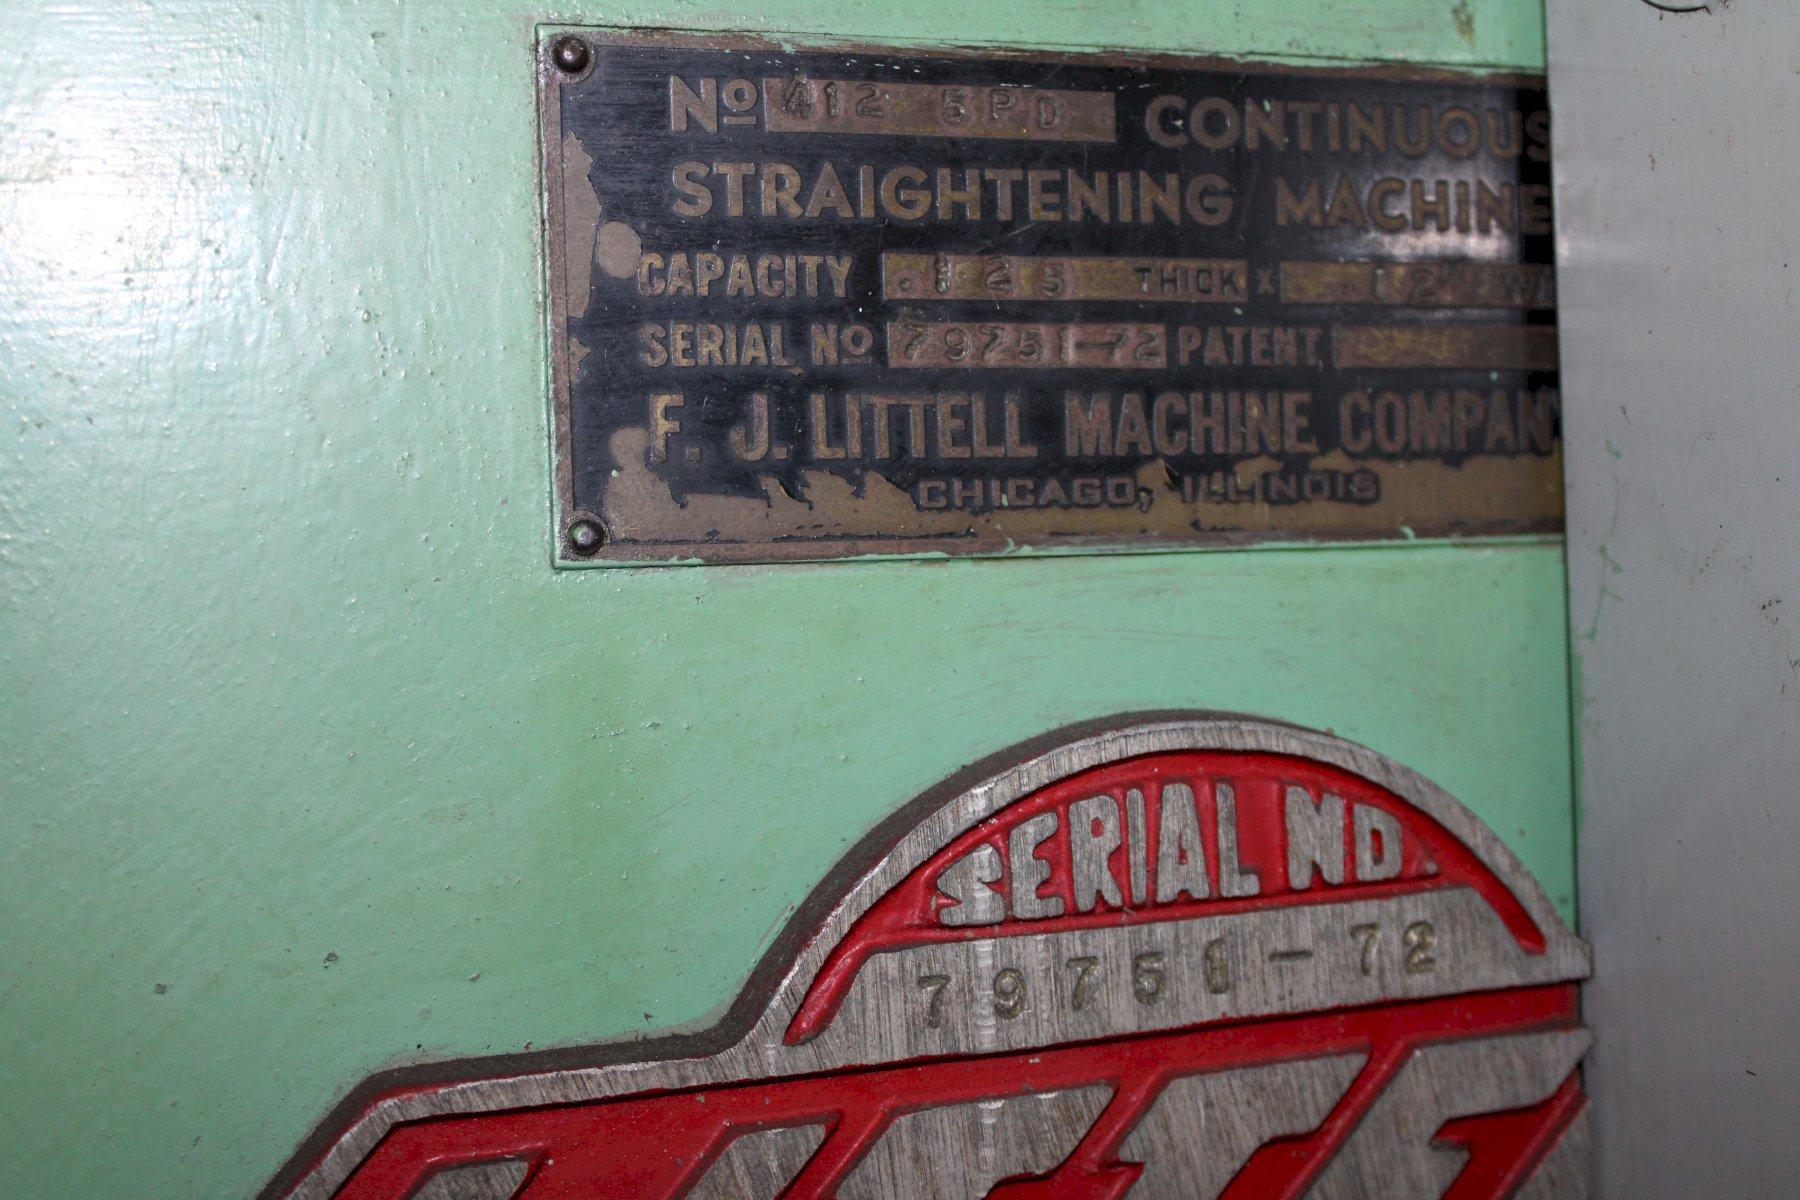 No 412 5PD CONTINUOUS
STRAIGHTENING MACHINE
CAPACITY .125 THICK X 12"
SERIAL No 79751-72 PATENT
F. J. LITTELL MACHINE COMPANY
CHICAGO, ILLINOIS
SERIAL NO.
79751-72